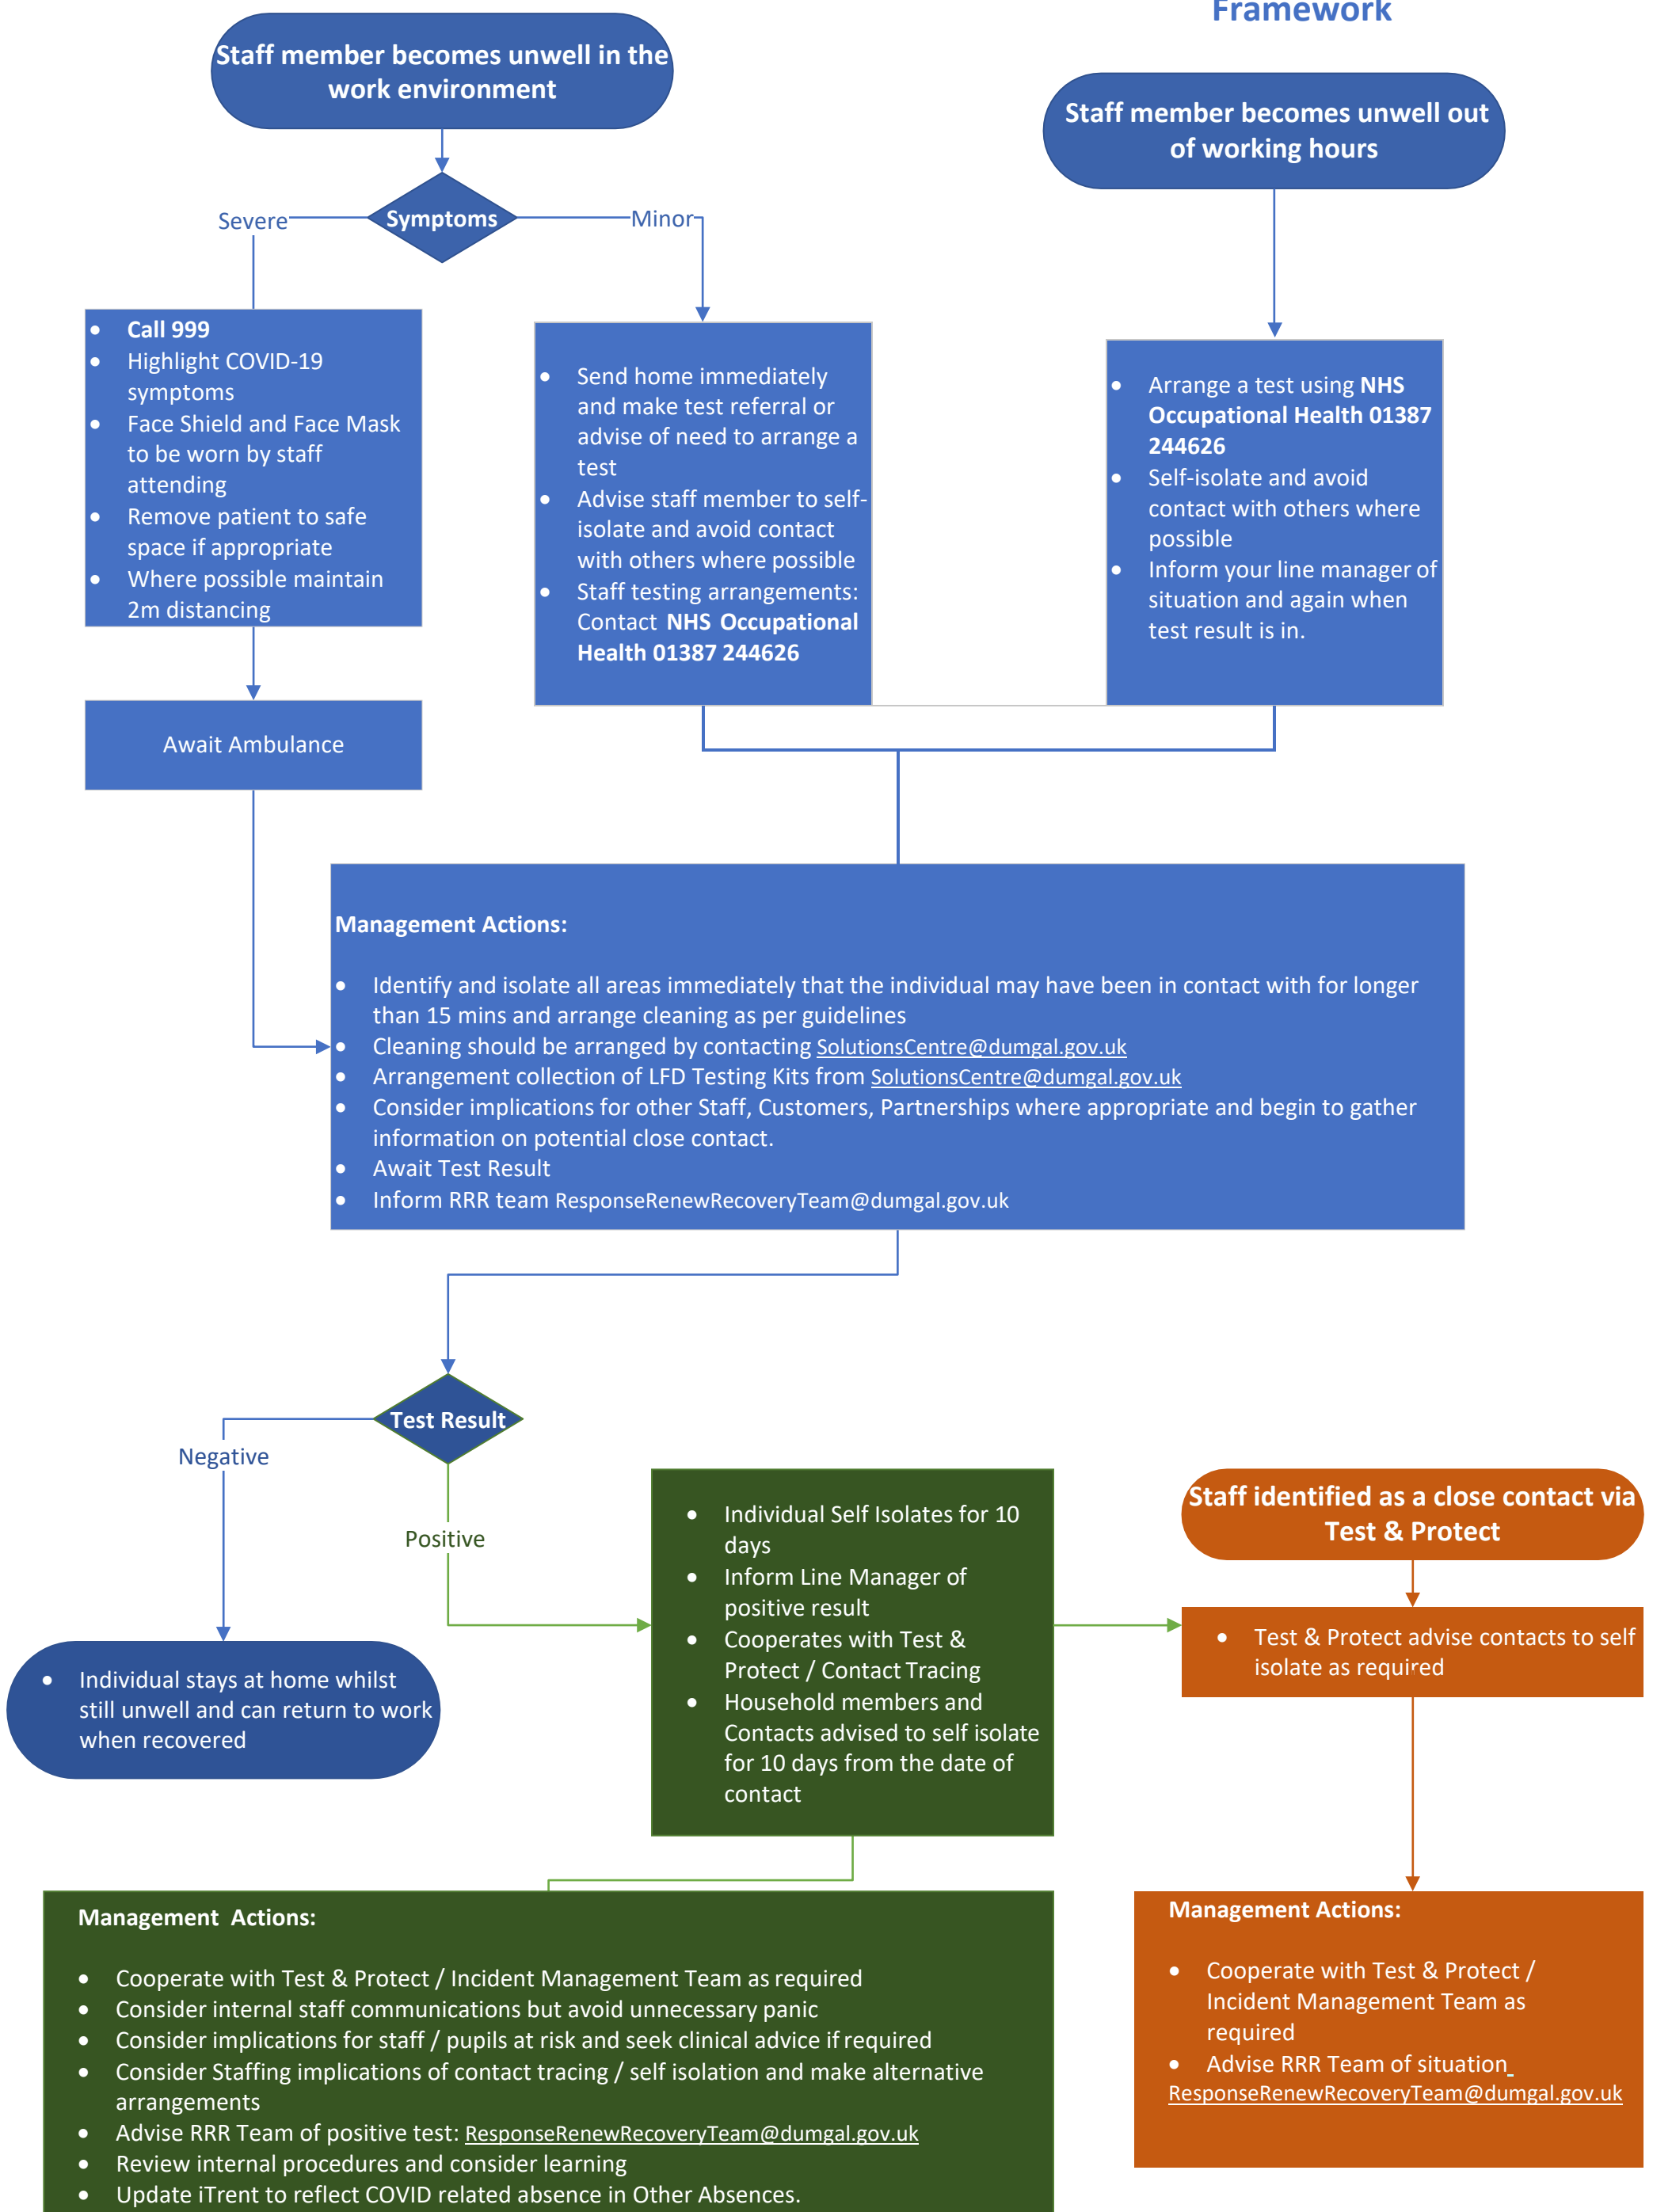 Framework
Staff member becomes unwell in the
work environment
Staff member becomes unwell out
of working hours
Symptoms
Severe
Minor
• Call 999
• Highlight COVID-19
symptoms
• Face Shield and Face Mask
to be worn by staff
attending
• Remove patient to safe
space if appropriate
• Where possible maintain
2m distancing
• Send home immediately
and make test referral or
advise of need to arrange a
test
• Advise staff member to self-
isolate and avoid contact
with others where possible
• Staff testing arrangements:
Contact NHS Occupational
Health 01387 244626
• Arrange a test using NHS
Occupational Health 01387
244626
• Self-isolate and avoid
contact with others where
possible
• Inform your line manager of
situation and again when
test result is in.
Await Ambulance
Management Actions:
• Identify and isolate all areas immediately that the individual may have been in contact with for longer
than 15 mins and arrange cleaning as per guidelines
• Cleaning should be arranged by contacting SolutionsCentre@dumgal.gov.uk
• Arrangement collection of LFD Testing Kits from SolutionsCentre@dumgal.gov.uk
• Consider implications for other Staff, Customers, Partnerships where appropriate and begin to gather
information on potential close contact.
• Await Test Result
• Inform RRR team ResponseRenewRecoveryTeam@dumgal.gov.uk
Test Result
Negative
Positive
• Individual stays at home whilst
still unwell and can return to work
when recovered
• Individual Self Isolates for 10
days
• Inform Line Manager of
positive result
• Cooperates with Test &
Protect / Contact Tracing
• Household members and
Contacts advised to self isolate
for 10 days from the date of
contact
Staff identified as a close contact via
Test & Protect
• Test & Protect advise contacts to self
isolate as required
Management Actions:
• Cooperate with Test & Protect / Incident Management Team as required
• Consider internal staff communications but avoid unnecessary panic
• Consider implications for staff / pupils at risk and seek clinical advice if required
• Consider Staffing implications of contact tracing / self isolation and make alternative
arrangements
• Advise RRR Team of positive test: ResponseRenewRecoveryTeam@dumgal.gov.uk
• Review internal procedures and consider learning
• Update iTrent to reflect COVID related absence in Other Absences.
Management Actions:
• Cooperate with Test & Protect /
Incident Management Team as
required
• Advise RRR Team of situation
ResponseRenewRecoveryTeam@dumgal.gov.uk